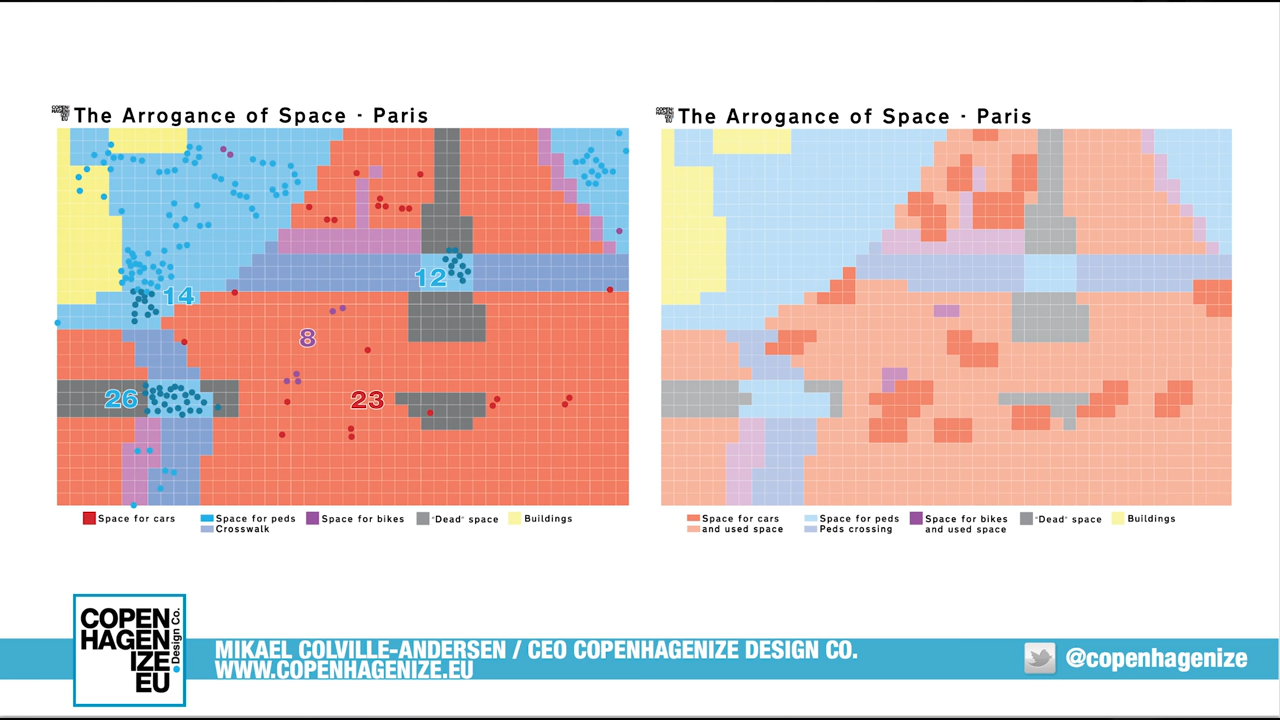 The Arrogance of Space - Paris
12
14
8
26
23
Space for cars
Space for peds
Crosswalk
Space for bikes
"Dead" space
Buildings
The Arrogance of Space - Paris
Space for cars
and used space
Space for peds
Peds crossing
Space for bikes
and used space
"Dead" space
Buildings
COPEN
HAGEN
IZE
EU
Design Co.
MIKAEL COLVILLE-ANDERSEN / CEO COPENHAGENIZE DESIGN CO.
WWW.COPENHAGENIZE.EU
@copenhagenize